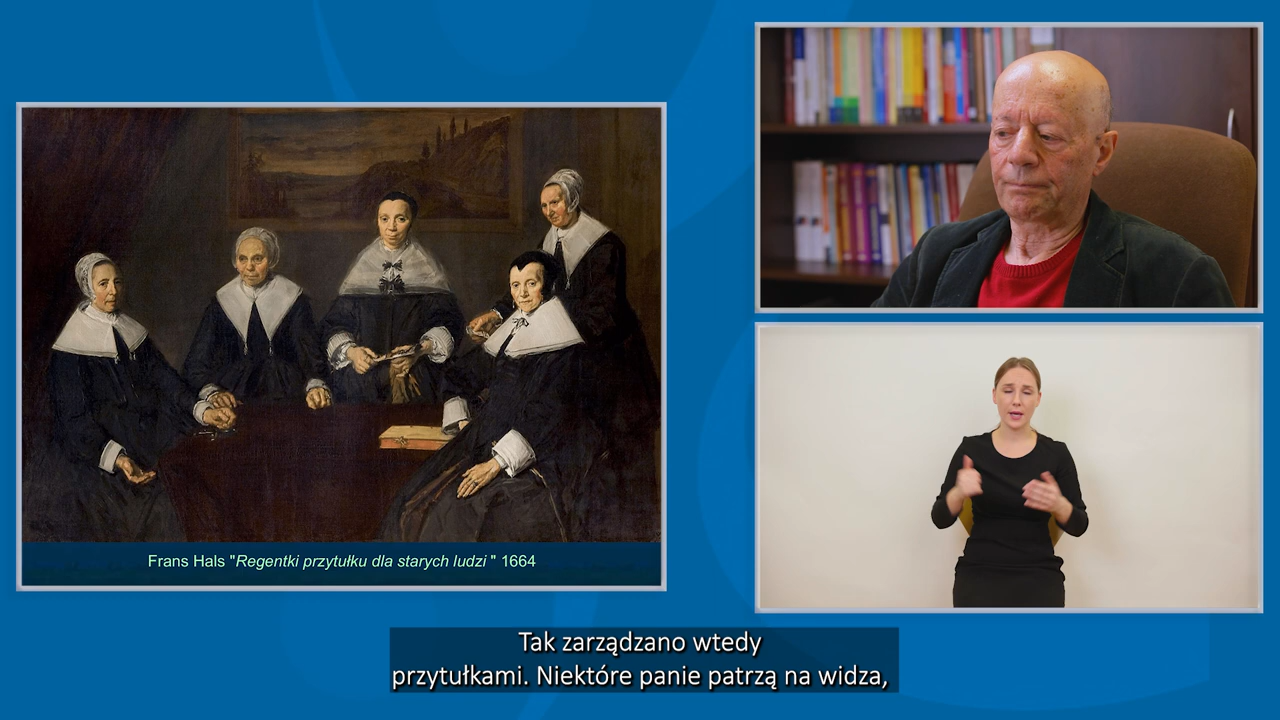 Frans Hals "Regentki przytułku dla starych ludzi " 1664
Tak zarządzano wtedy
przytułkami. Niektóre panie patrzą na widza,